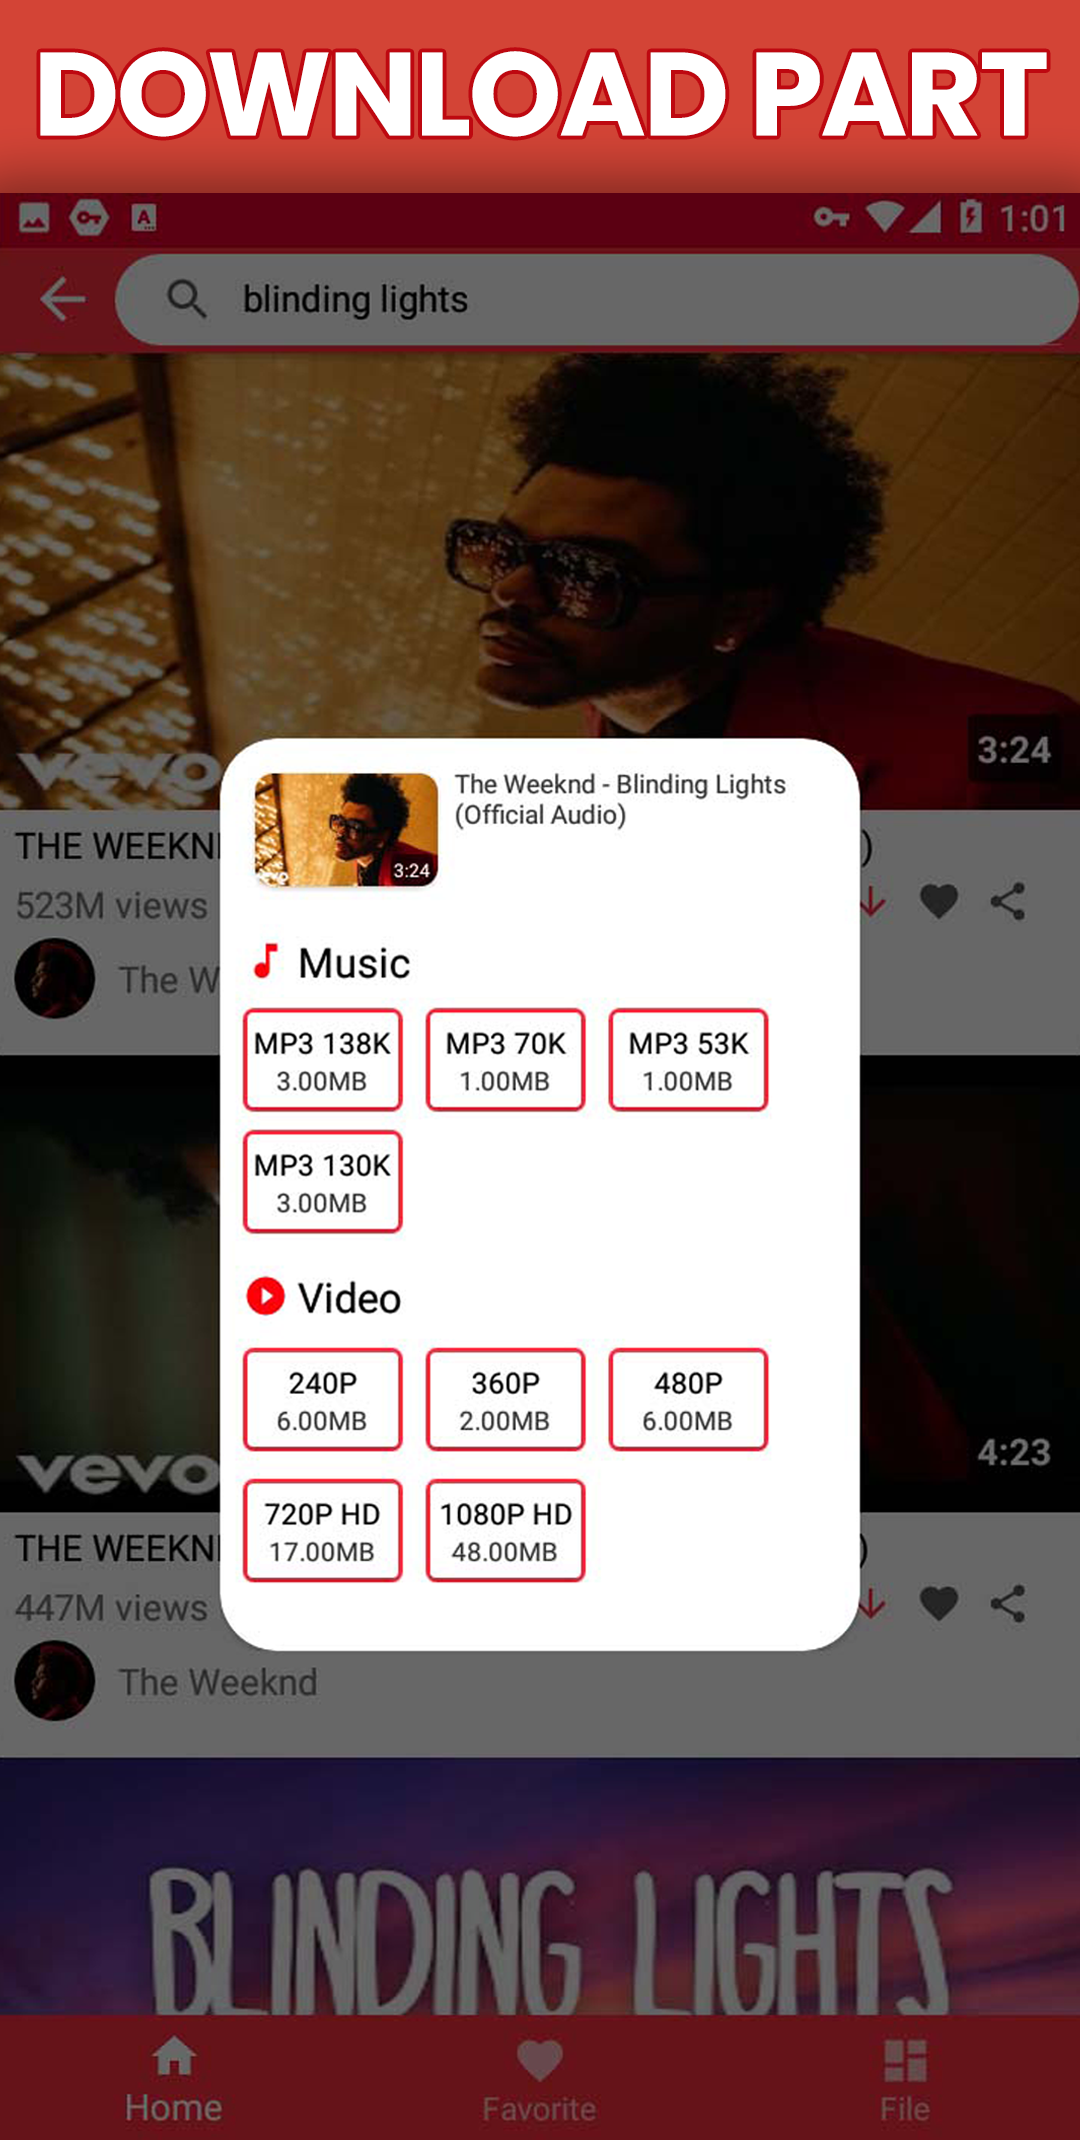 DOWNLOAD PART
A
1:01
blinding lights
vevo
3:24
THE WEEKN
)
523M views
The W
The Weeknd - Blinding Lights
(Official Audio)
vevo
3:24
Music
MP3 138K
3.00MB
MP3 70K
1.00MB
MP3 53K
1.00MB
MP3 130K
3.00MB
Video
240P
6.00MB
360P
2.00MB
480P
6.00MB
720P HD
17.00MB
1080P HD
48.00MB
vevo
4:23
THE WEEKN
)
447M views
The Weeknd
BLINDING LIGHTS
Home
Favorite
File